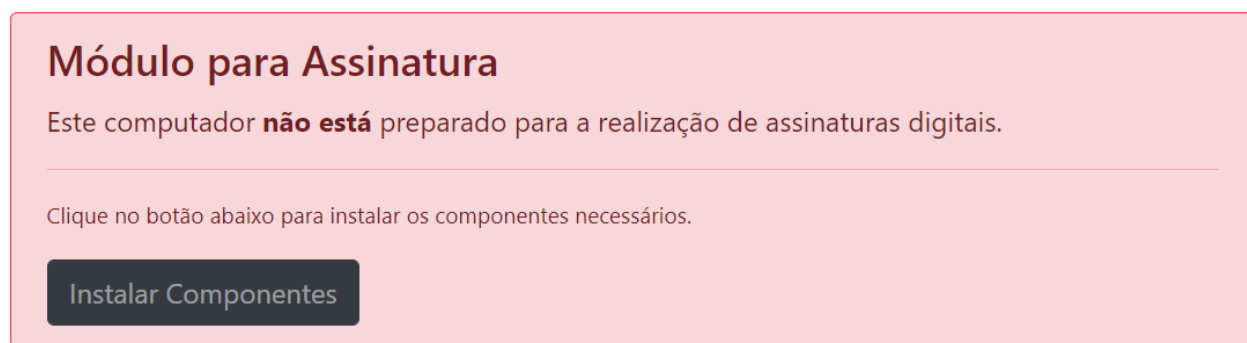 Módulo para Assinatura
Este computador não está preparado para a realização de assinaturas digitais.
Clique no botão abaixo para instalar os componentes necessários.
Instalar Componentes